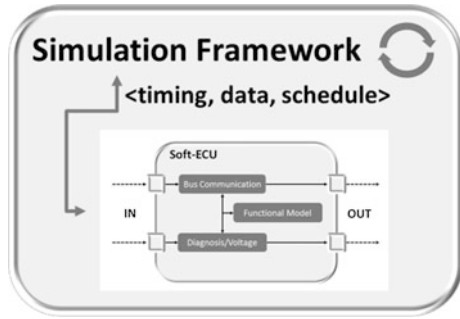 Simulation Framework
<timing, data, schedule>
Soft-ECU
Bus Communication
IN
Functional Model
OUT
Diagnosis/Voltage